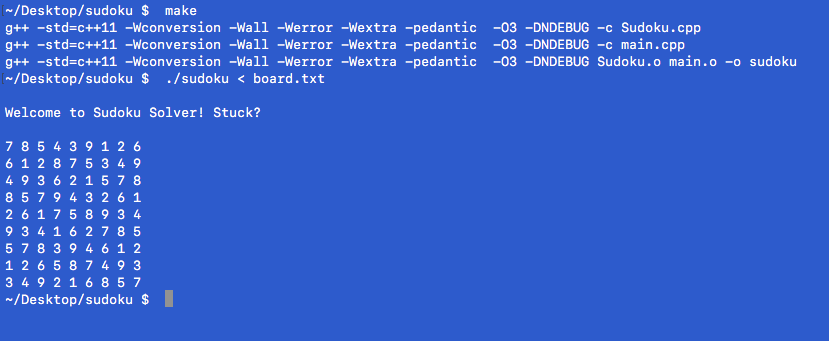 ~/Desktop/sudoku $  make
g++ -std=c++11 -Wconversion -Wall -Werror -Wextra -pedantic  -O3 -DNDEBUG -c Sudoku.cpp
g++ -std=c++11 -Wconversion -Wall -Werror -Wextra -pedantic  -O3 -DNDEBUG -c main.cpp
g++ -std=c++11 -Wconversion -Wall -Werror -Wextra -pedantic  -O3 -DNDEBUG Sudoku.o main.o -o sudoku
~/Desktop/sudoku $  ./sudoku < board.txt
Welcome to Sudoku Solver! Stuck?
7 8 5 4 3 9 1 2 6
6 1 2 8 7 5 3 4 9
4 9 3 6 2 1 5 7 8
8 5 7 9 4 3 2 6 1
2 6 1 7 5 8 9 3 4
9 3 4 1 6 2 7 8 5
5 7 8 3 9 4 6 1 2
1 2 6 5 8 7 4 9 3
3 4 9 2 1 6 8 5 7
~/Desktop/sudoku $